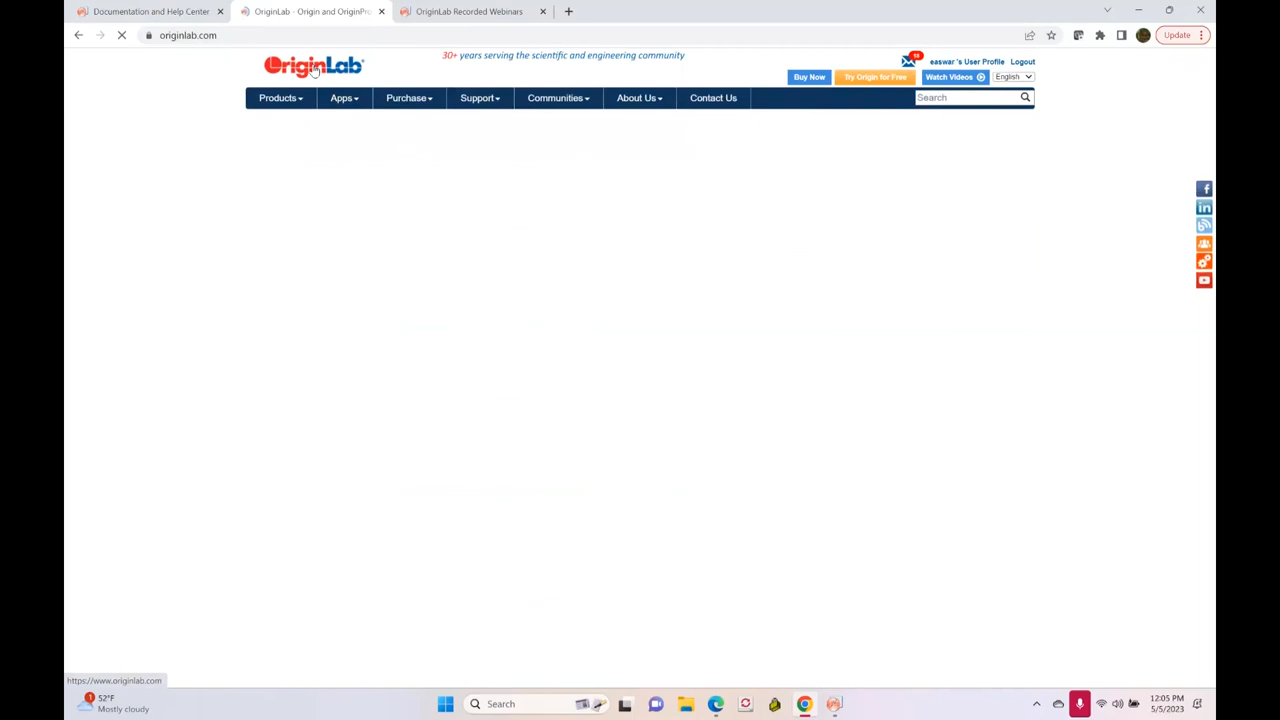 Documentation and Help Center
OriginLab - Origin and OriginPro
OriginLab Recorded Webinars
originlab.com
Update
OriginLab
30+ years serving the scientific and engineering community
18
easwar 's User Profile
Logout
Buy Now
Try Origin for Free
Watch Videos
English
Products
Apps
Purchase
Support
Communities
About Us
Contact Us
Search
https://www.originlab.com
1
52°F
Mostly cloudy
Search
12:05 PM
5/5/2023